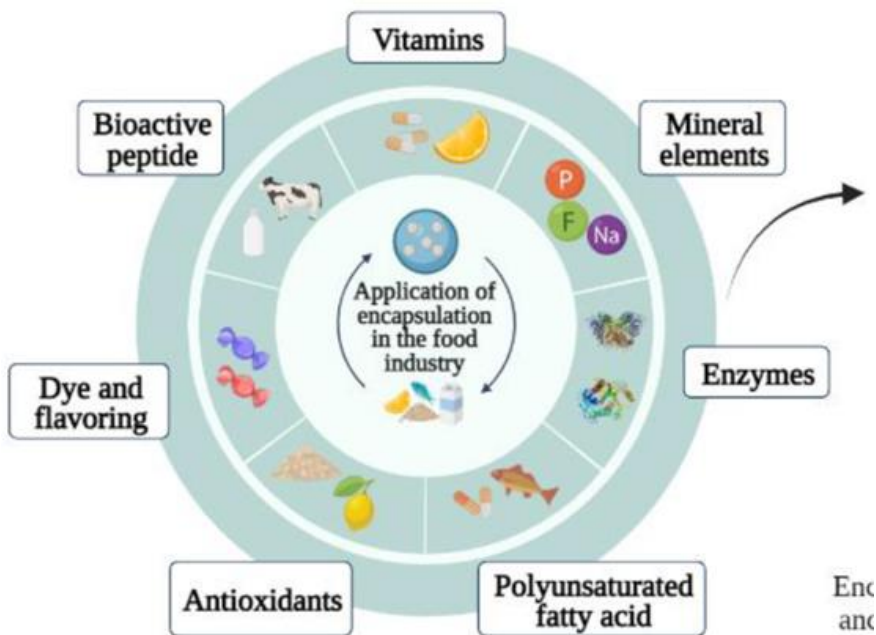 Vitamins
Bioactive
peptide
Mineral
elements
P
F
Na
Application of
encapsulation
in the food
industry
Dye and
flavoring
Enzymes
Antioxidants
Polyunsaturated
fatty acid
and